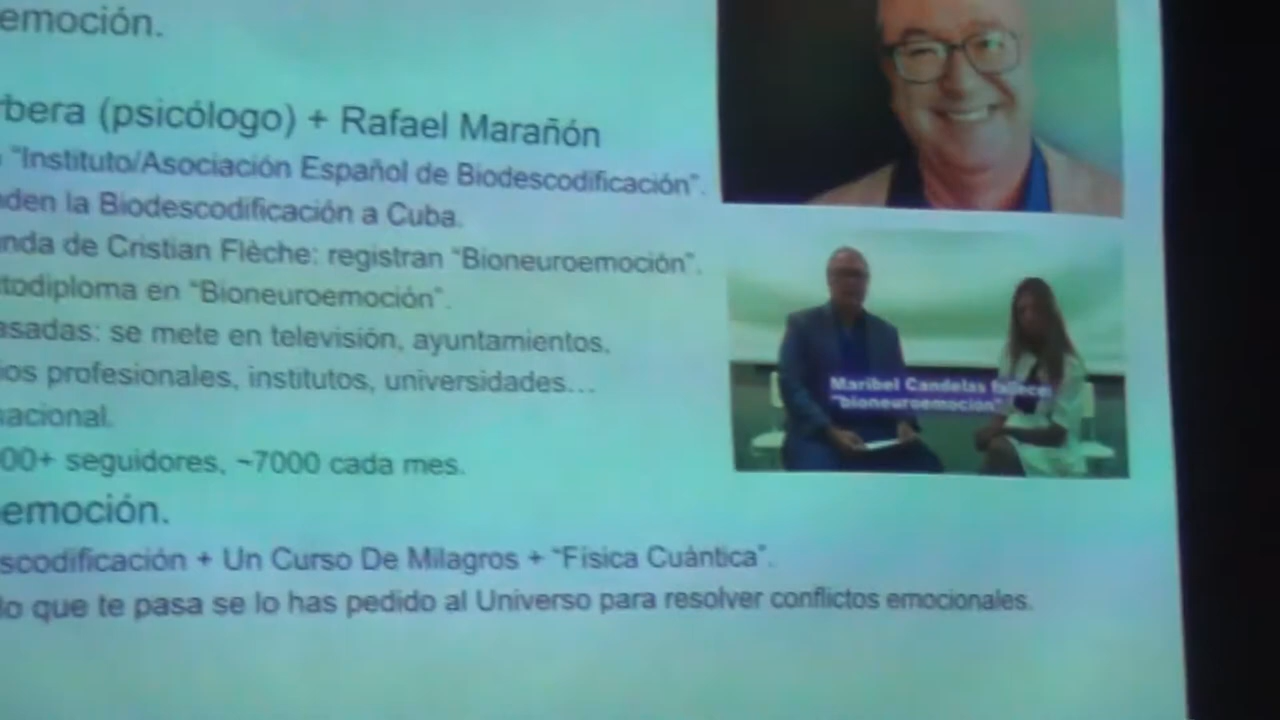 emoción.
rbera (psicólogo) + Rafael Marañón
"Instituto/Asociación Español de Biodescodificación".
nden la Biodescodificación a Cuba.
nda de Cristian Flèche: registran "Bioneuroemoción".
todiploma en "Bioneuroemoción".
asadas: se mete en televisión, ayuntamientos,
ios profesionales, institutos, universidades...
nacional.
00+ seguidores, ~7000 cada mes.
emoción.
scodificación + Un Curso De Milagros + "Física Cuántica".
lo que te pasa se lo has pedido al Universo para resolver conflictos emocionales.
Maribel Candelas fallece:
"bioneuroemoción"